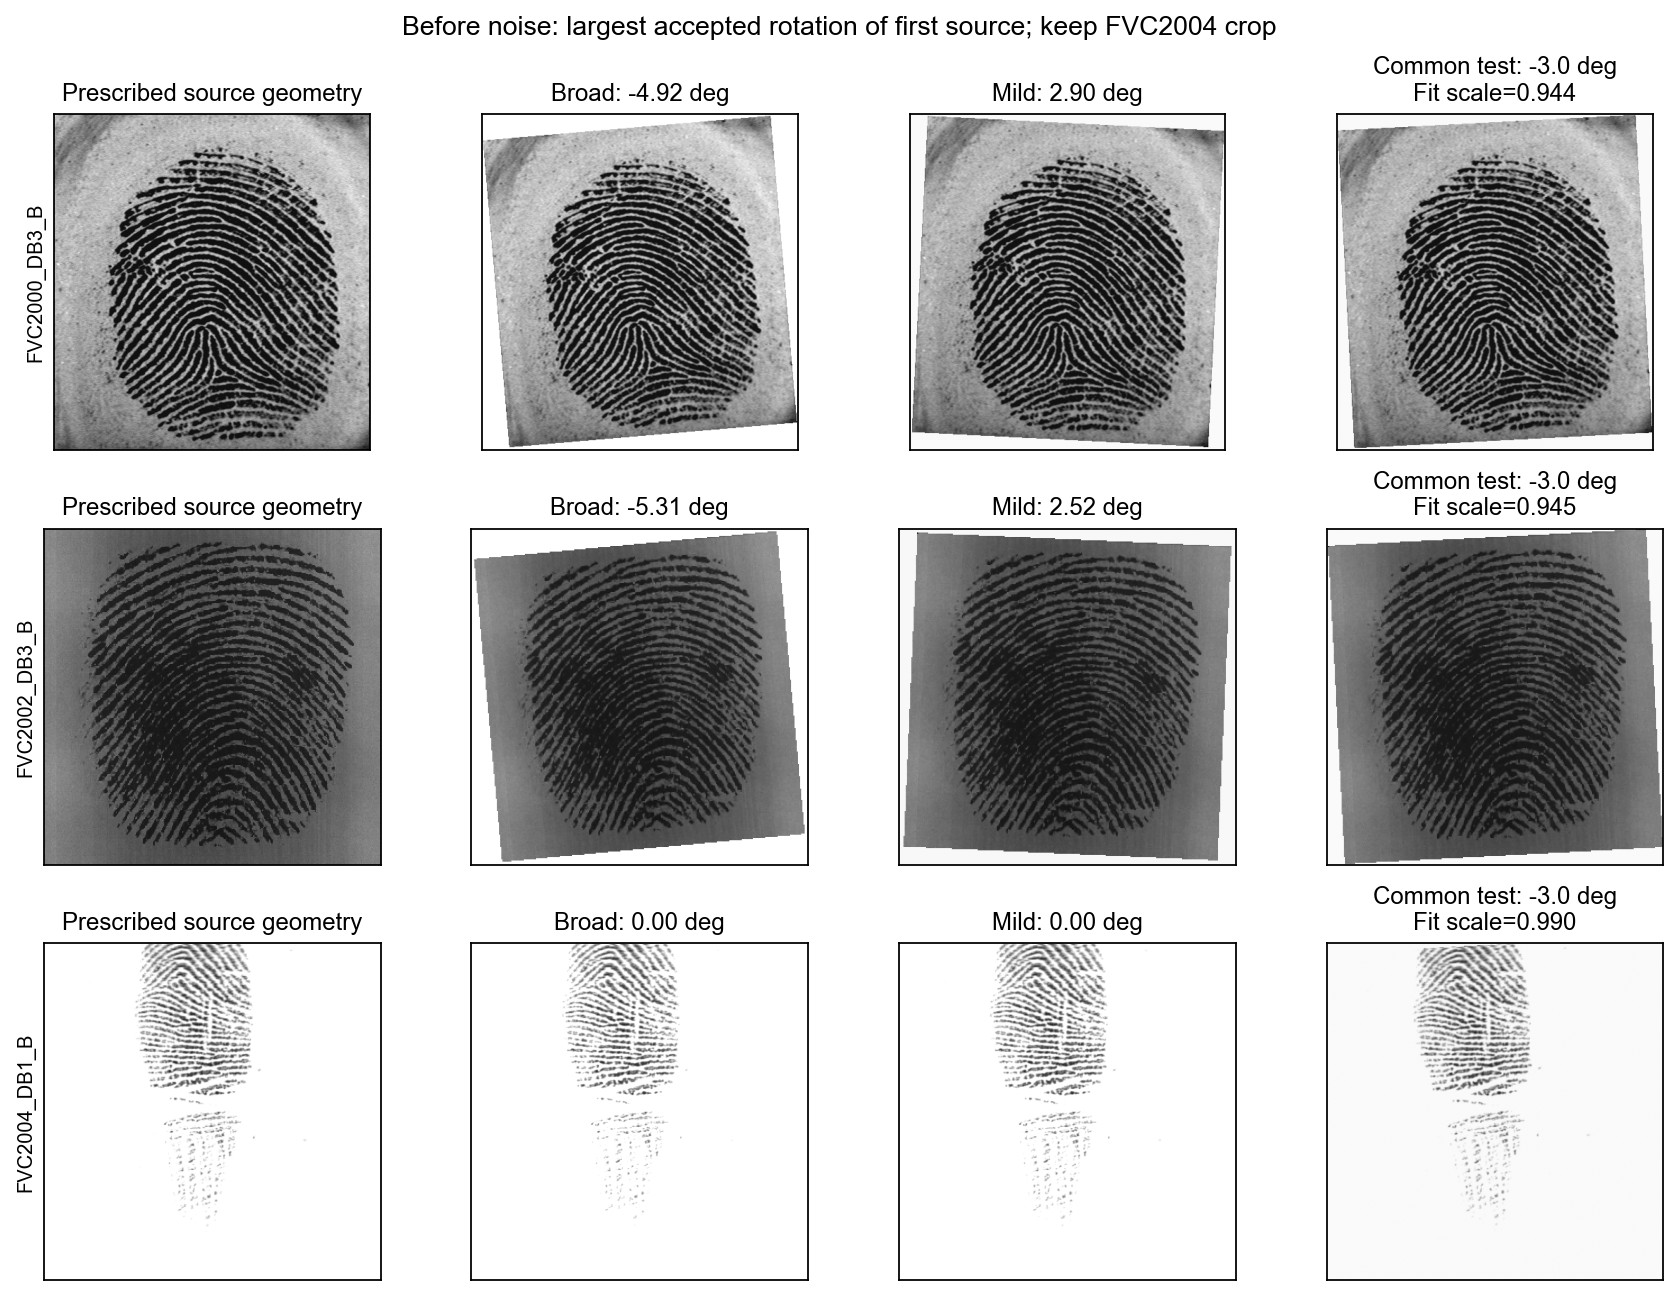 Before noise: largest accepted rotation of first source; keep FVC2004 crop
Prescribed source geometry
Broad: -4.92 deg
Mild: 2.90 deg
Common test: -3.0 deg
Fit scale=0.944
FVC2000_DB3_B
Prescribed source geometry
Broad: -5.31 deg
Mild: 2.52 deg
Common test: -3.0 deg
Fit scale=0.945
FVC2002_DB3_B
Prescribed source geometry
Broad: 0.00 deg
Mild: 0.00 deg
Common test: -3.0 deg
Fit scale=0.990
FVC2004_DB1_B